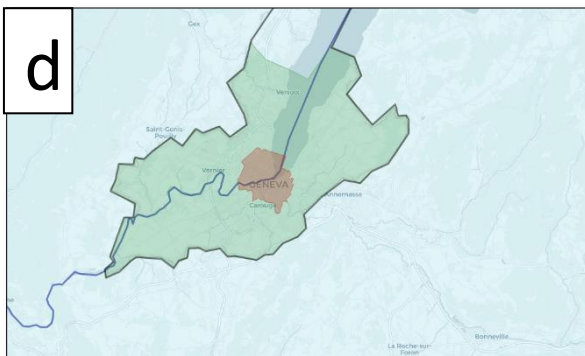 d
Gex
Versoix
Saint-Genis-
Pouilly
Vernier
GENEVA
Annemasse
Carouge
Bonneville
La Roche-sur-
Foron